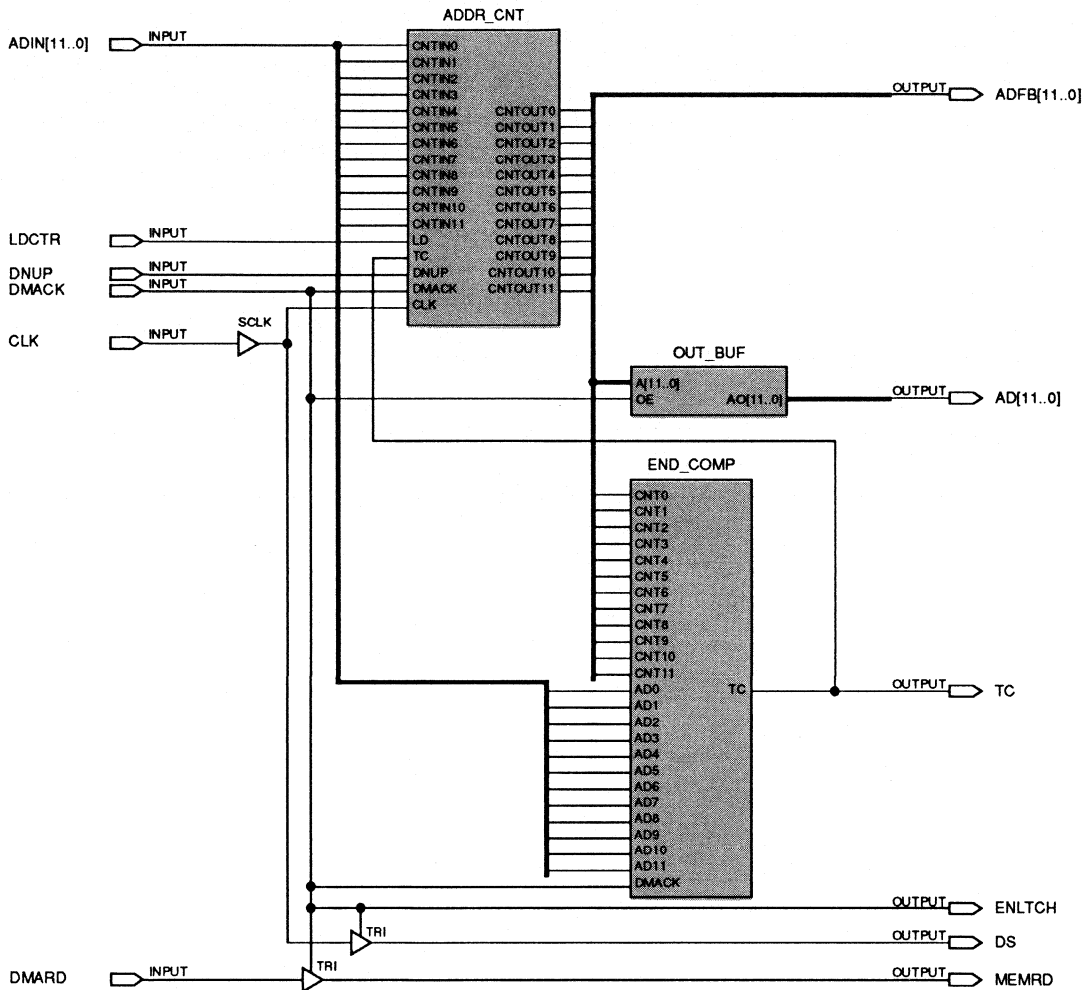 ADDR_CNT
ADIN[11..0] INPUT
CNTIN0
CNTIN1
CNTIN2
CNTIN3
CNTIN4
CNTIN5
CNTIN6
CNTIN7
CNTIN8
CNTIN9
CNTIN10
CNTIN11
LD
TC
DNUP
DMACK
CLK
CNTOUT0
CNTOUT1
CNTOUT2
CNTOUT3
CNTOUT4
CNTOUT5
CNTOUT6
CNTOUT7
CNTOUT8
CNTOUT9
CNTOUT10
CNTOUT11
OUTPUT ADFB[11..0]
LDCTR INPUT
DNUP INPUT
DMACK INPUT
CLK INPUT
SCLK
OUT_BUF
A[11..0]
OE
AO[11..0]
OUTPUT AD[11..0]
END_COMP
CNT0
CNT1
CNT2
CNT3
CNT4
CNT5
CNT6
CNT7
CNT8
CNT9
CNT10
CNT11
AD0
AD1
AD2
AD3
AD4
AD5
AD6
AD7
AD8
AD9
AD10
AD11
DMACK
TC
OUTPUT TC
OUTPUT ENLTCH
TRI
OUTPUT DS
DMARD INPUT
TRI
OUTPUT MEMRD